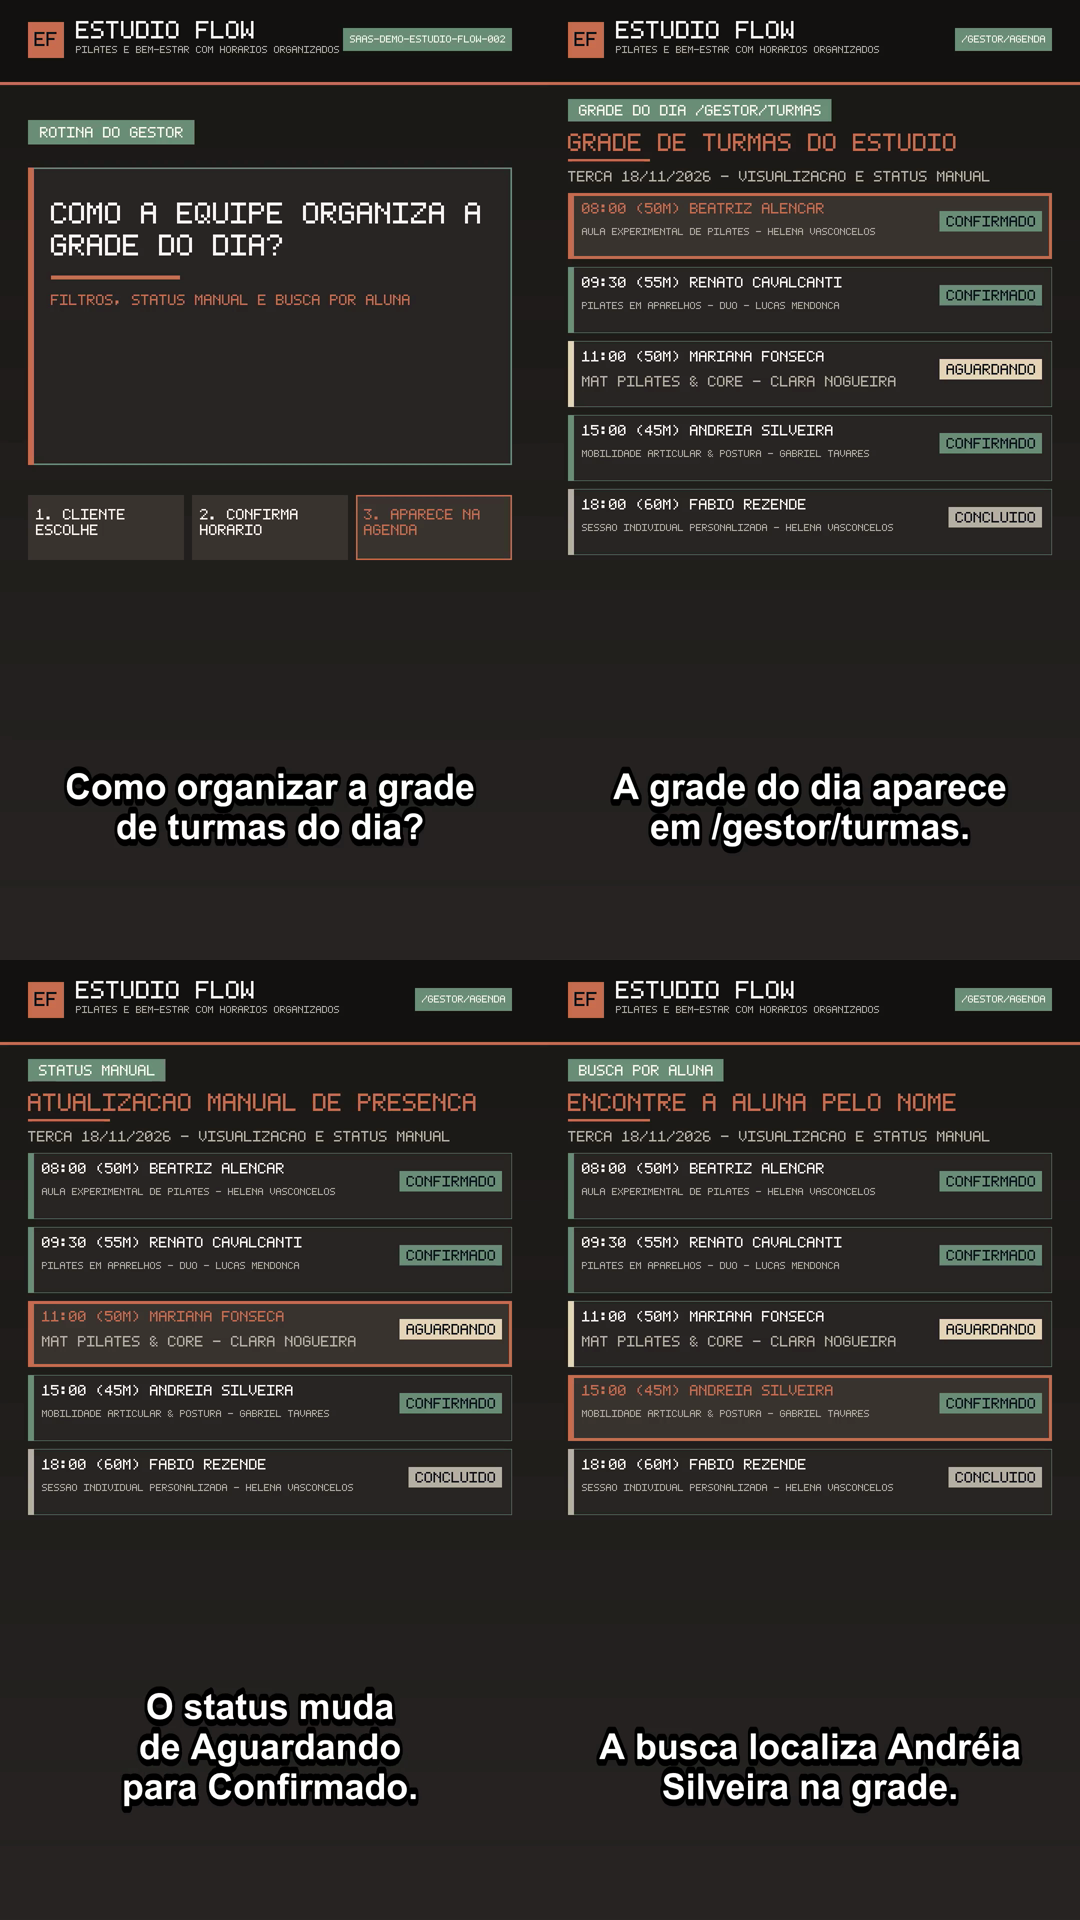 EF
ESTUDIO FLOW
PILATES E BEM-ESTAR COM HORARIOS ORGANIZADOS
SAAS-DEMO-ESTUDIO-FLOW-002
ROTINA DO GESTOR
COMO A EQUIPE ORGANIZA A
GRADE DO DIA?
FILTROS, STATUS MANUAL E BUSCA POR ALUNA
1. CLIENTE
ESCOLHE
2. CONFIRMA
HORARIO
3. APARECE NA
AGENDA
Como organizar a grade
de turmas do dia?
EF
ESTUDIO FLOW
PILATES E BEM-ESTAR COM HORARIOS ORGANIZADOS
/GESTOR/AGENDA
GRADE DO DIA /GESTOR/TURMAS
GRADE DE TURMAS DO ESTUDIO
TERCA 18/11/2026 - VISUALIZACAO E STATUS MANUAL
08:00 (50M) BEATRIZ ALENCAR
AULA EXPERIMENTAL DE PILATES - HELENA VASCONCELOS
CONFIRMADO
09:30 (55M) RENATO CAVALCANTI
PILATES EM APARELHOS - DUO - LUCAS MENDONCA
CONFIRMADO
11:00 (50M) MARIANA FONSECA
MAT PILATES & CORE - CLARA NOGUEIRA
AGUARDANDO
15:00 (45M) ANDREIA SILVEIRA
MOBILIDADE ARTICULAR & POSTURA - GABRIEL TAVARES
CONFIRMADO
18:00 (60M) FABIO REZENDE
SESSAO INDIVIDUAL PERSONALIZADA - HELENA VASCONCELOS
CONCLUIDO
A grade do dia aparece
em /gestor/turmas.
EF
ESTUDIO FLOW
PILATES E BEM-ESTAR COM HORARIOS ORGANIZADOS
/GESTOR/AGENDA
STATUS MANUAL
ATUALIZACAO MANUAL DE PRESENCA
TERCA 18/11/2026 - VISUALIZACAO E STATUS MANUAL
08:00 (50M) BEATRIZ ALENCAR
AULA EXPERIMENTAL DE PILATES - HELENA VASCONCELOS
CONFIRMADO
09:30 (55M) RENATO CAVALCANTI
PILATES EM APARELHOS - DUO - LUCAS MENDONCA
CONFIRMADO
11:00 (50M) MARIANA FONSECA
MAT PILATES & CORE - CLARA NOGUEIRA
AGUARDANDO
15:00 (45M) ANDREIA SILVEIRA
MOBILIDADE ARTICULAR & POSTURA - GABRIEL TAVARES
CONFIRMADO
18:00 (60M) FABIO REZENDE
SESSAO INDIVIDUAL PERSONALIZADA - HELENA VASCONCELOS
CONCLUIDO
O status muda
de Aguardando
para Confirmado.
EF
ESTUDIO FLOW
PILATES E BEM-ESTAR COM HORARIOS ORGANIZADOS
/GESTOR/AGENDA
BUSCA POR ALUNA
ENCONTRE A ALUNA PELO NOME
TERCA 18/11/2026 - VISUALIZACAO E STATUS MANUAL
08:00 (50M) BEATRIZ ALENCAR
AULA EXPERIMENTAL DE PILATES - HELENA VASCONCELOS
CONFIRMADO
09:30 (55M) RENATO CAVALCANTI
PILATES EM APARELHOS - DUO - LUCAS MENDONCA
CONFIRMADO
11:00 (50M) MARIANA FONSECA
MAT PILATES & CORE - CLARA NOGUEIRA
AGUARDANDO
15:00 (45M) ANDREIA SILVEIRA
MOBILIDADE ARTICULAR & POSTURA - GABRIEL TAVARES
CONFIRMADO
18:00 (60M) FABIO REZENDE
SESSAO INDIVIDUAL PERSONALIZADA - HELENA VASCONCELOS
CONCLUIDO
A busca localiza Andréia
Silveira na grade.